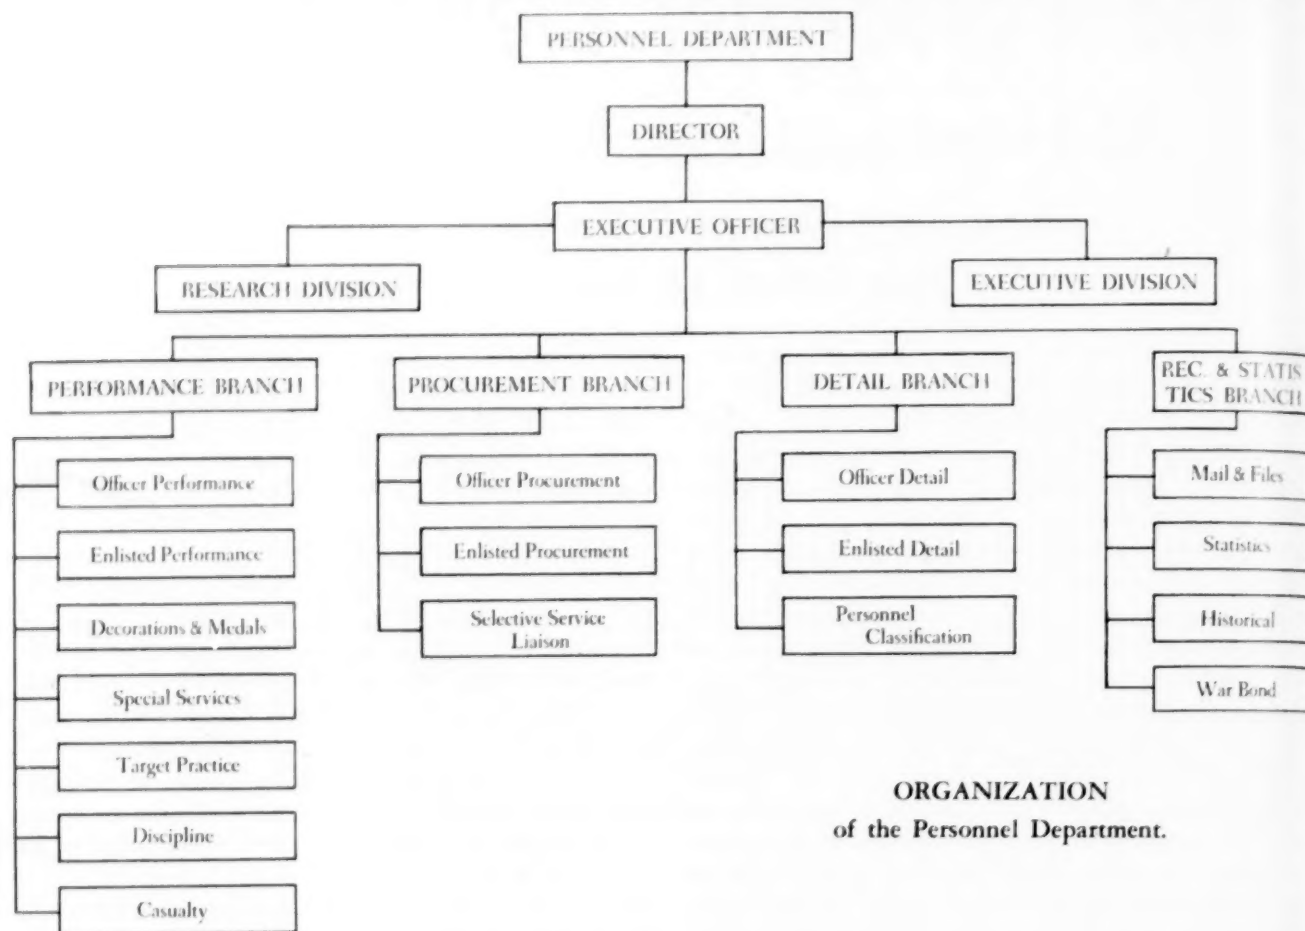 PERSONNEL DEPARTMENT
DIRECTOR
EXECUTIVE OFFICER
RESEARCH DIVISION
EXECUTIVE DIVISION
PERFORMANCE BRANCH
Officer Performance
Enlisted Performance
Decorations & Medals
Special Services
Target Practice
Discipline
Casualty
PROCUREMENT BRANCH
Officer Procurement
Enlisted Procurement
Selective Service
Liaison
DETAIL BRANCH
Officer Detail
Enlisted Detail
Personnel
Classification
REC. & STATIS
TICS BRANCH
Mail & Files
Statistics
Historical
War Bond
ORGANIZATION
of the Personnel Department.